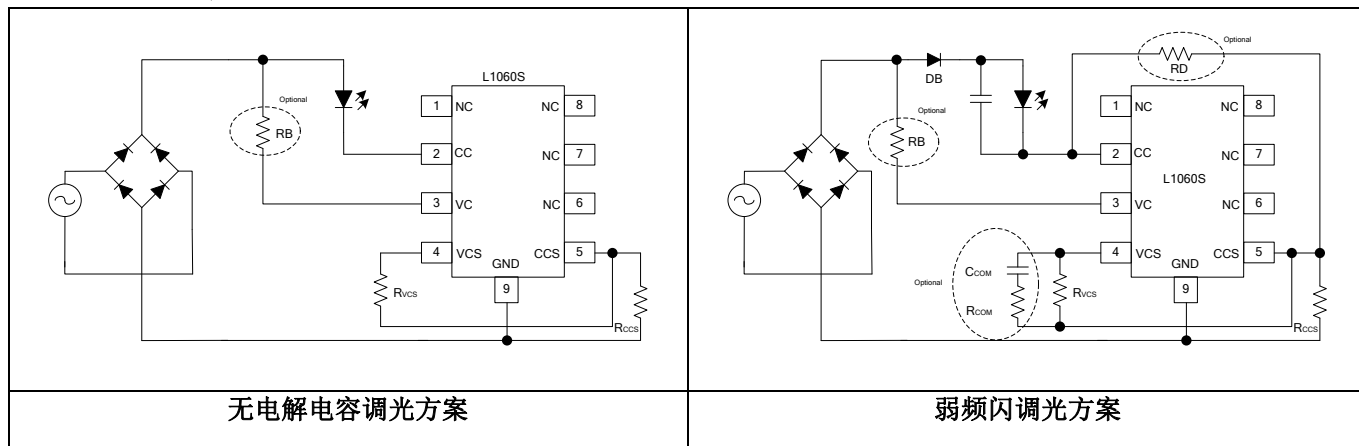 L1060S
Optional
RB
1 NC NC 8
2 CC NC 7
3 VC NC 6
4 VCS CCS 5
GND
9
RVCS
RCCS
无电解电容调光方案
Optional
RD
DB
Optional
RB
1 NC NC 8
2 CC NC 7
L1060S
3 VC NC 6
4 VCS CCS 5
GND
9
Optional
CCOM
RCOM
RVCS
RCCS
弱频闪调光方案